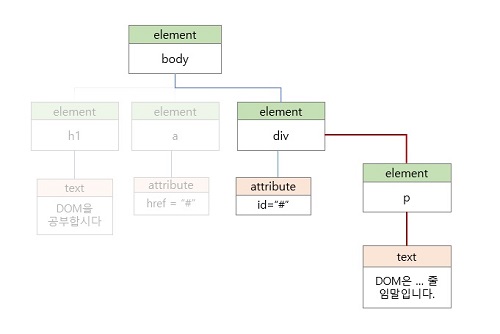 element
body
element
h1
element
a
element
div
text
DOM을
공부합시다
attribute
href = "#"
attribute
id="#"
element
p
text
DOM은 ... 줄
임말입니다.